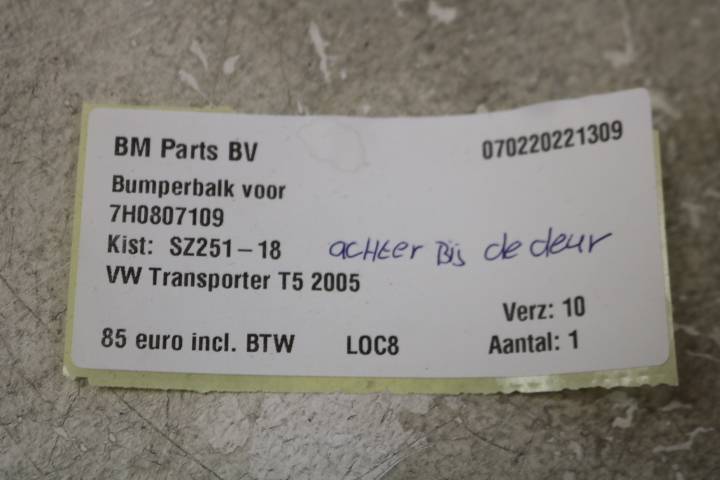 BM Parts BV 070220221309
Bumperbalk voor
7H0807109
Kist: SZ251-18 achter Bij de deur
VW Transporter T5 2005
Verz: 10
85 euro incl. BTW LOC8 Aantal: 1